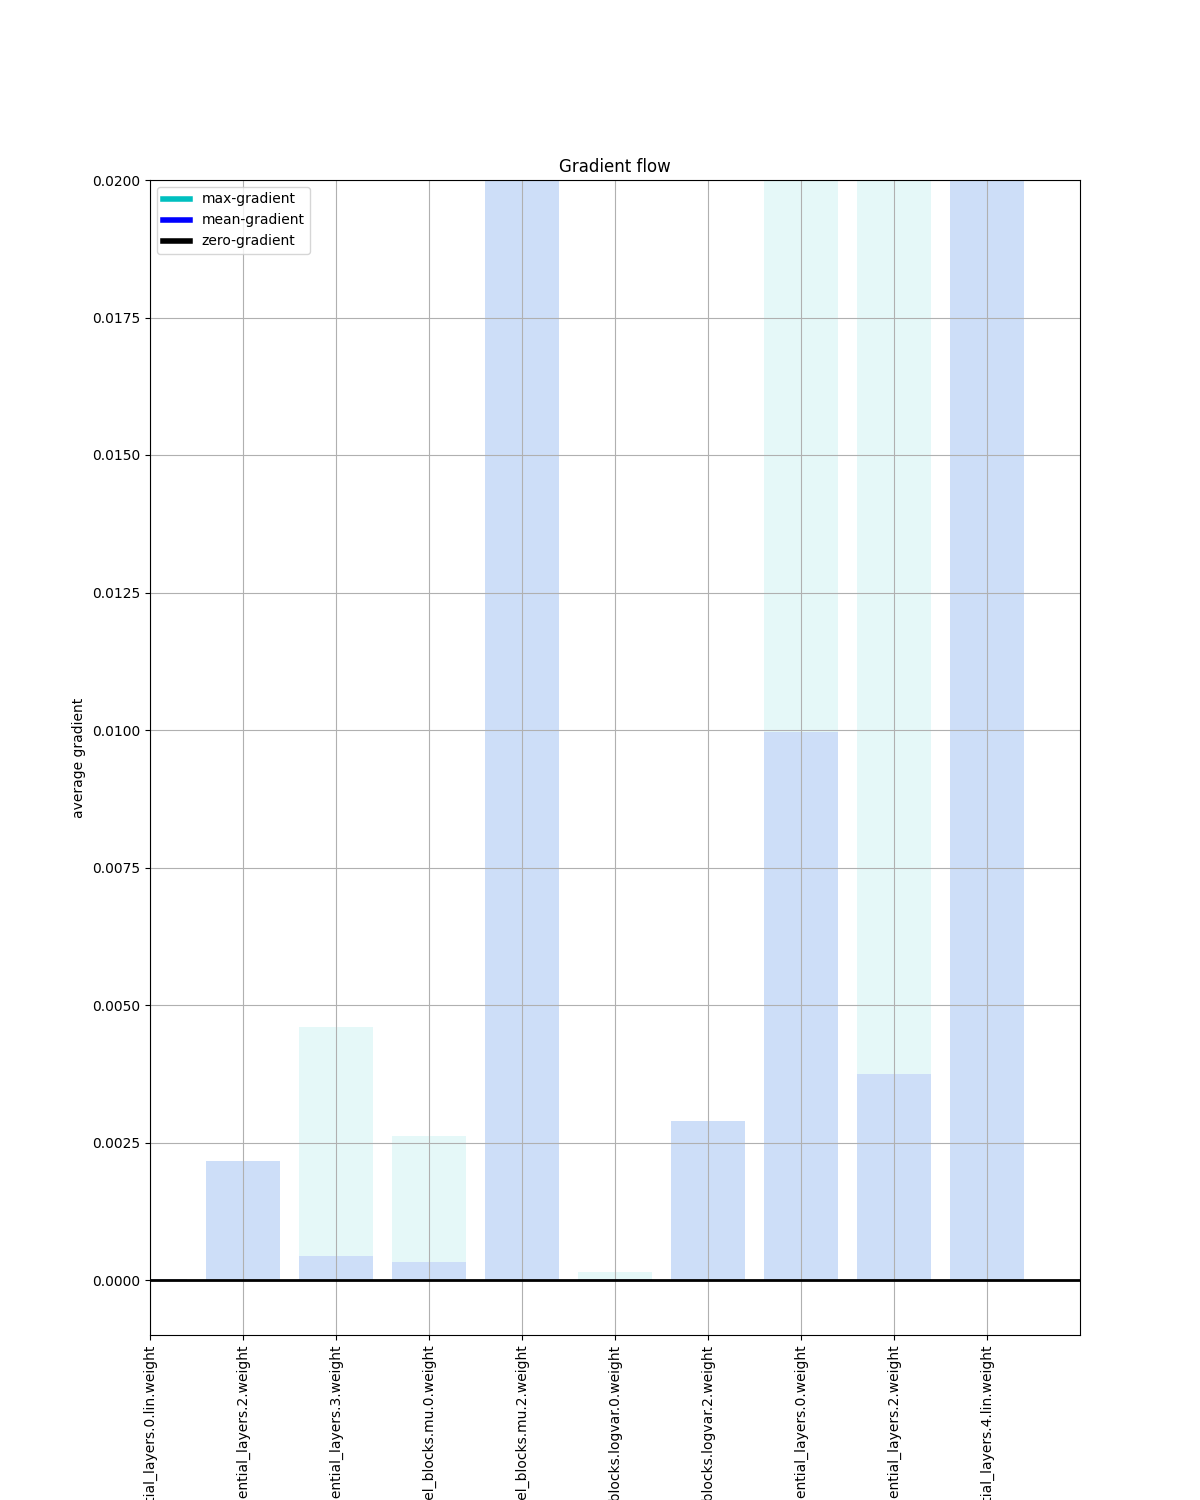 Gradient flow
max-gradient
mean-gradient
zero-gradient
0.0200
0.0175
0.0150
0.0125
0.0100
0.0075
0.0050
0.0025
0.0000
average gradient
tial_layers.0.lin.weight
ential_layers.2.weight
ential_layers.3.weight
el_blocks.mu.0.weight
el_blocks.mu.2.weight
blocks.logvar.0.weight
blocks.logvar.2.weight
ential_layers.0.weight
ential_layers.2.weight
tial_layers.4.lin.weight